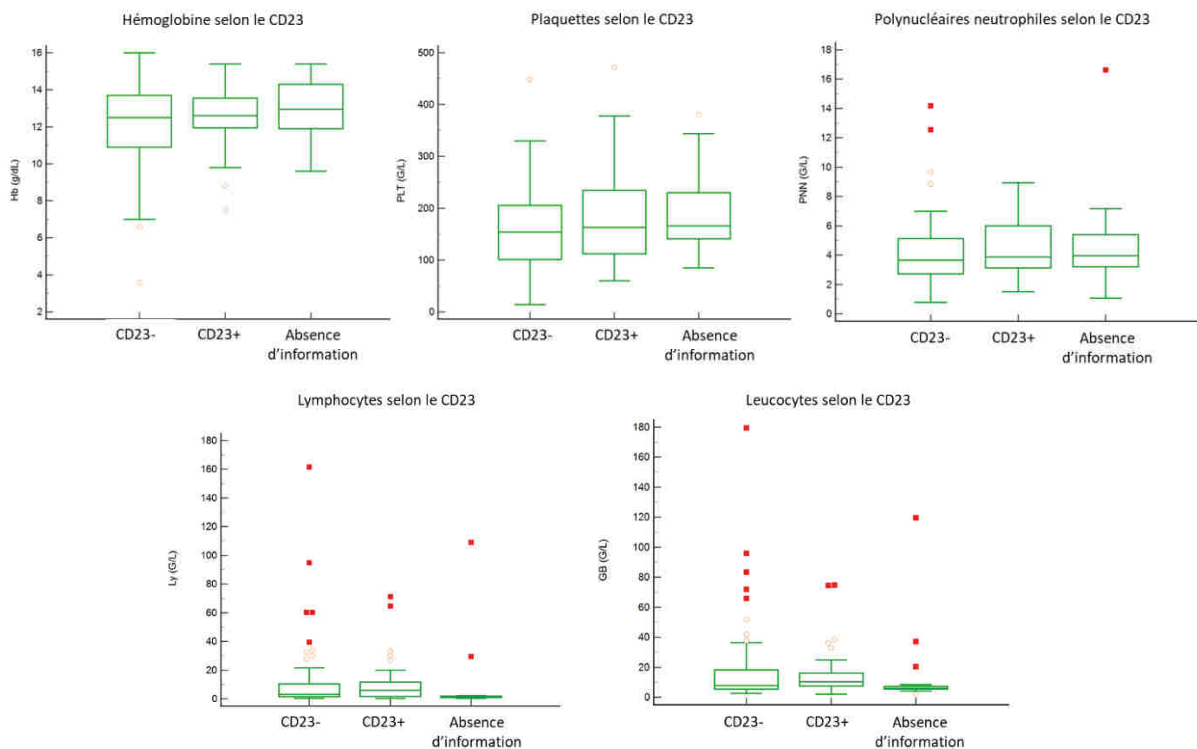 Hémoglobine selon le CD23
Hb (g/dL)
16
14
12
10
8
6
4
2
CD23-
CD23+
Absence
d’information
Plaquettes selon le CD23
PLT (G/L)
500
400
300
200
100
0
CD23-
CD23+
Absence
d’information
Polynucléaires neutrophiles selon le CD23
PNN (G/L)
18
16
14
12
10
8
6
4
2
0
CD23-
CD23+
Absence
d’information
Lymphocytes selon le CD23
Ly (G/L)
180
160
140
120
100
80
60
40
20
0
CD23-
CD23+
Absence
d’information
Leucocytes selon le CD23
GB (G/L)
180
160
140
120
100
80
60
40
20
0
CD23-
CD23+
Absence
d’information